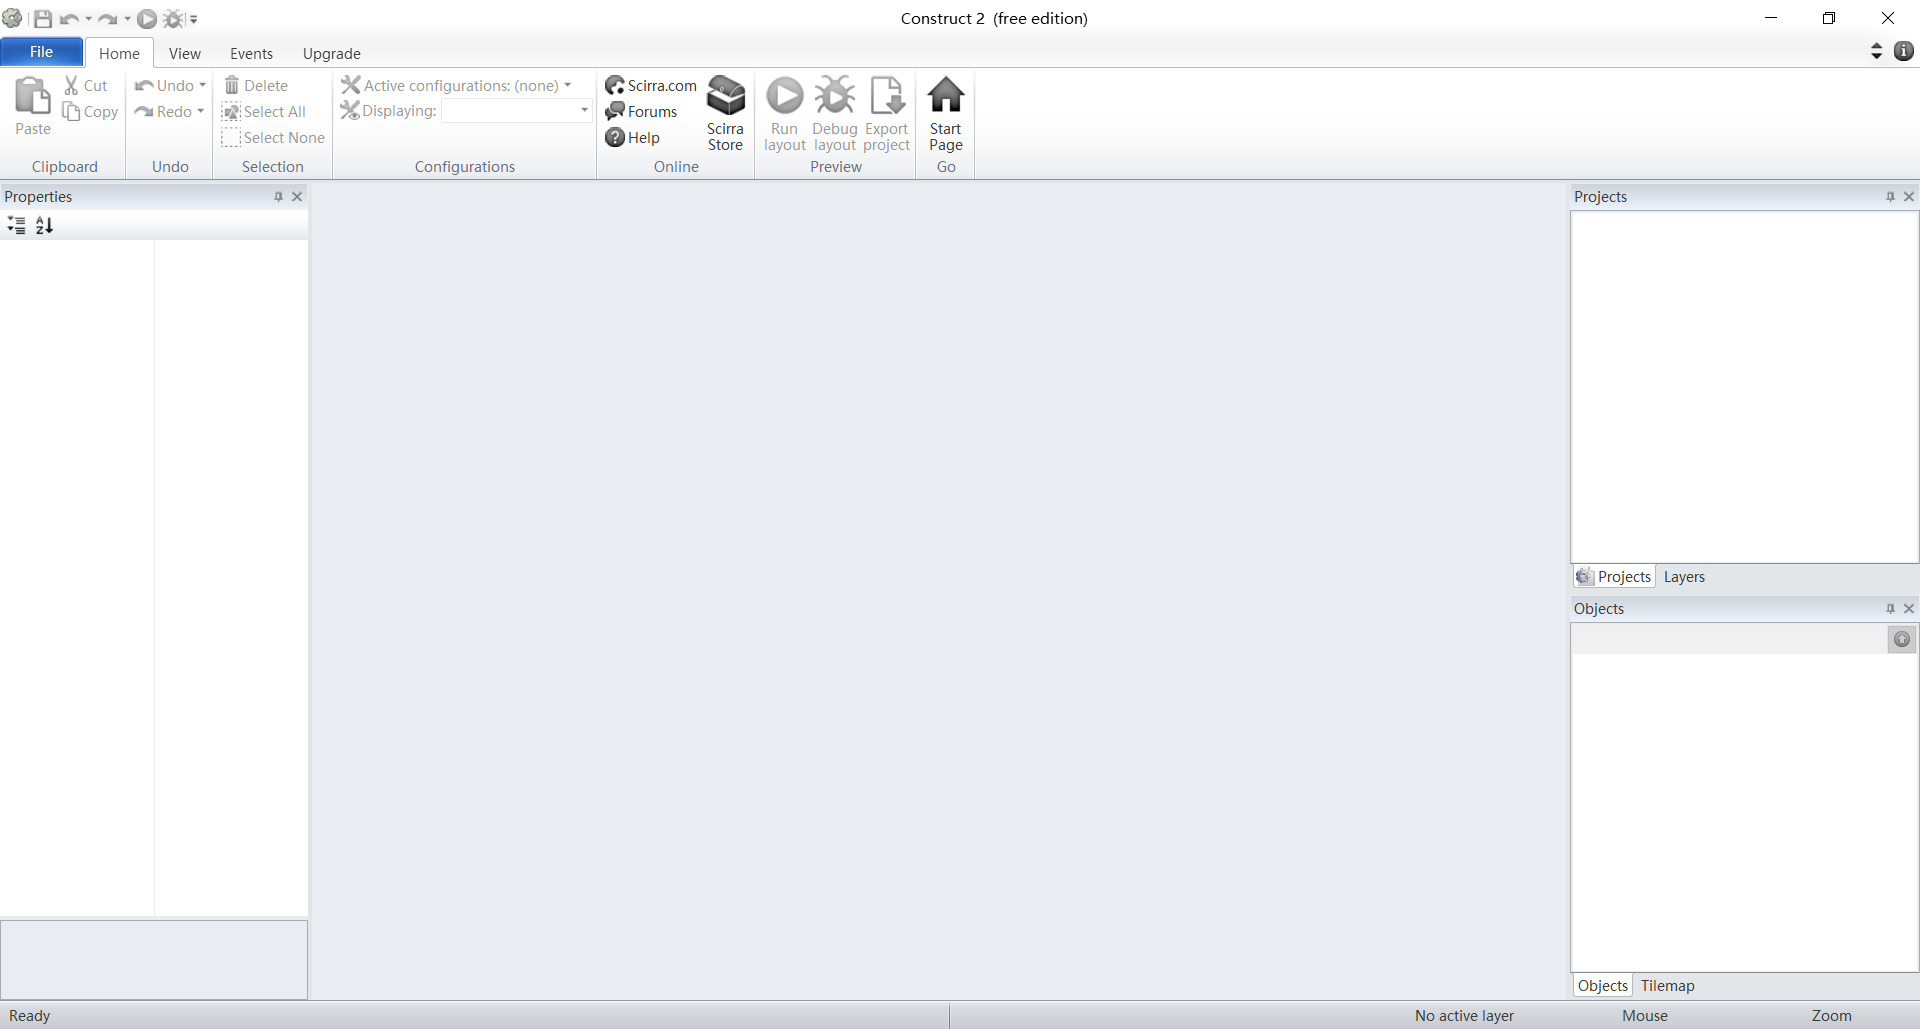 Construct 2 (free edition)
File Home View Events Upgrade
Paste
Cut
Copy
Clipboard
Undo
Redo
Undo
Delete
Select All
Select None
Selection
Active configurations: (none)
Displaying:
Configurations
Scirra.com
Forums
Help
Scirra
Store
Online
Run
layout
Debug
layout
Export
project
Preview
Start
Page
Go
Properties
A
Z
Projects
Projects Layers
Objects
Objects Tilemap
Ready
No active layer
Mouse
Zoom